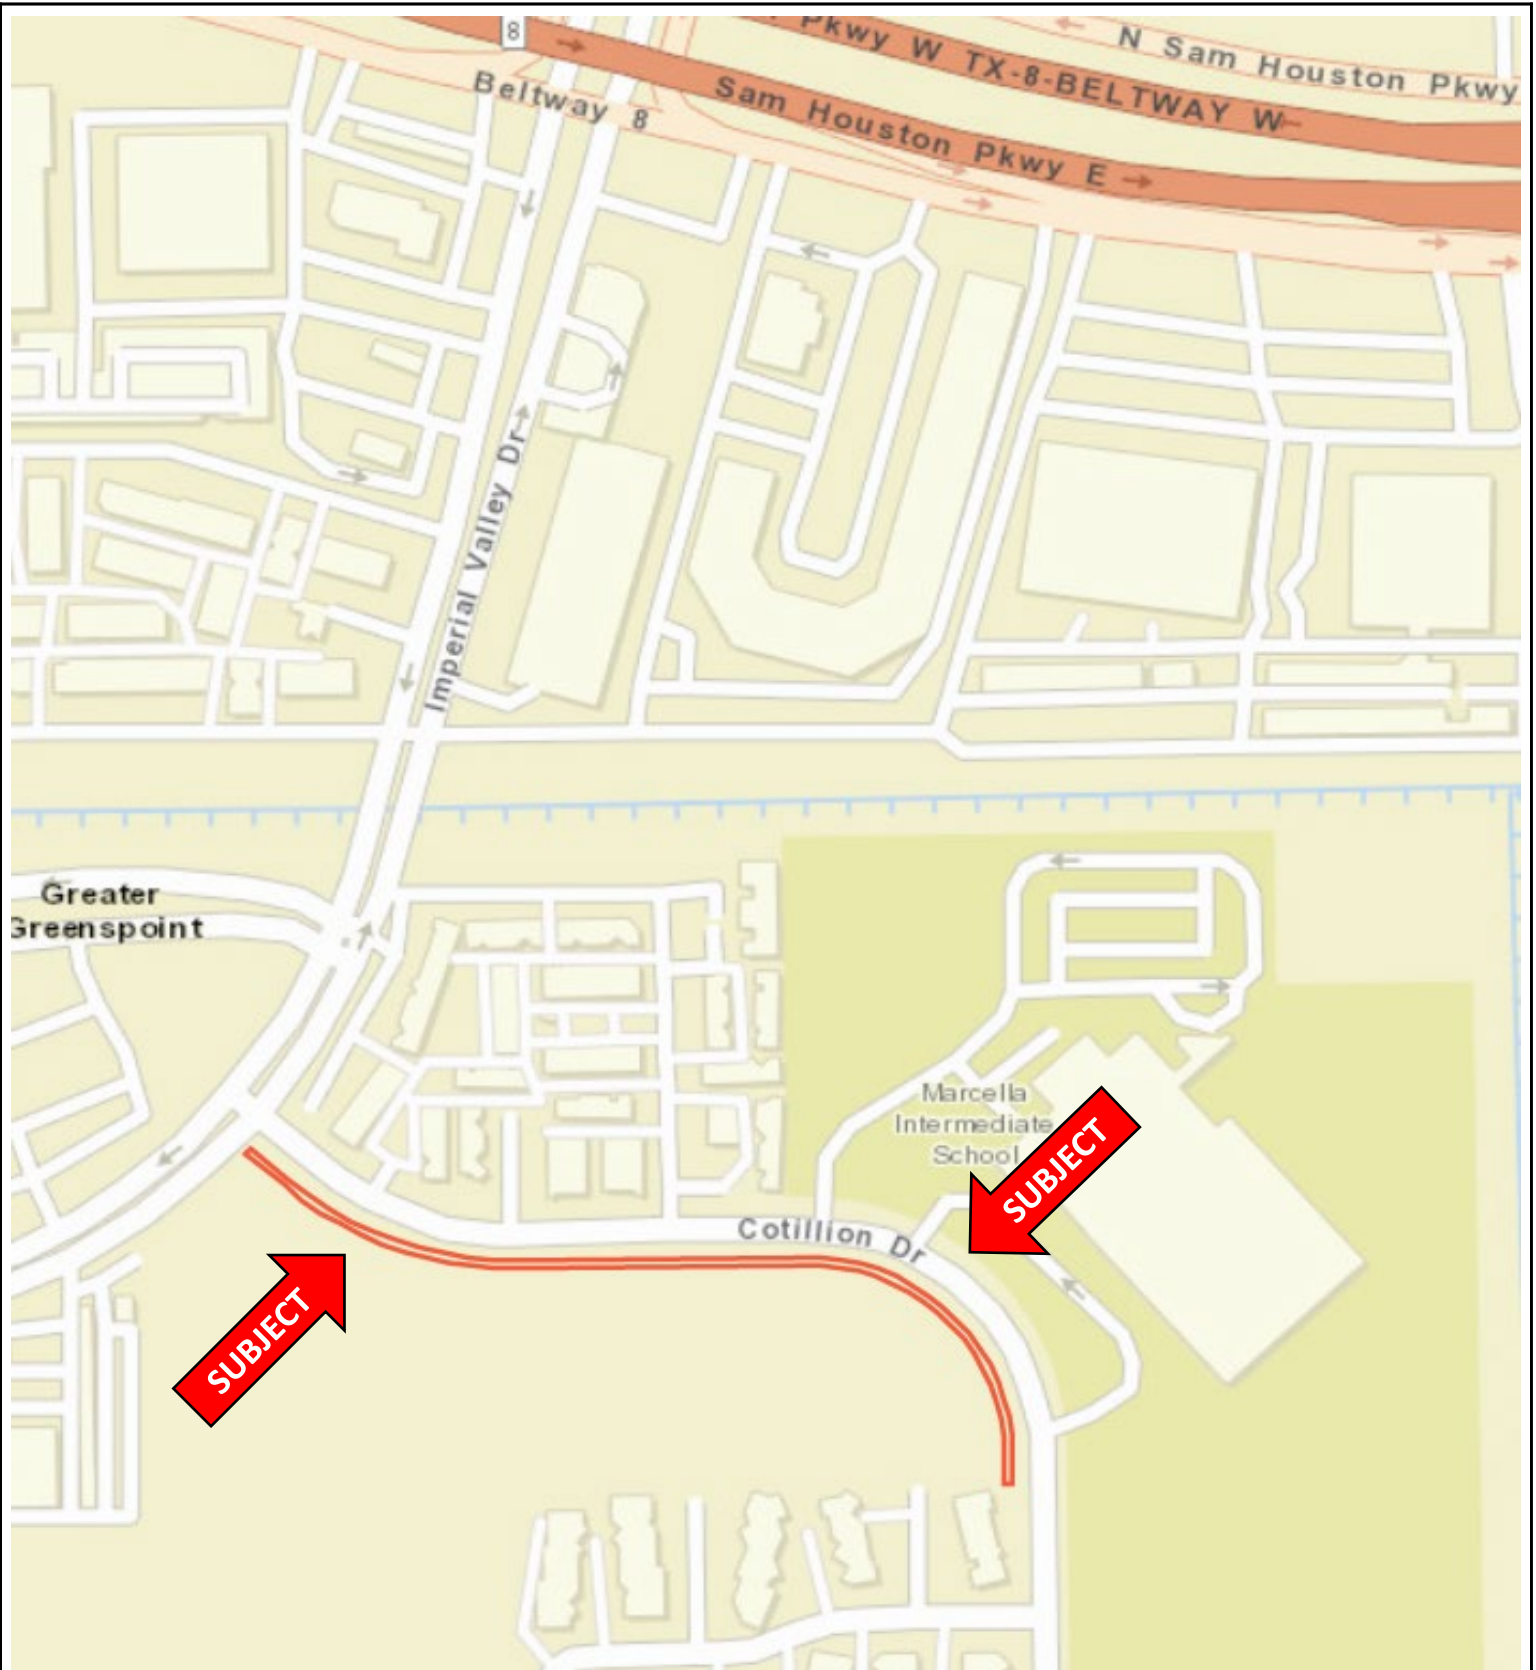 8
N Sam Houston Pkwy
Pkwy W TX-8-BELTWAY W
Sam Houston Pkwy E
Beltway 8
Imperial Valley Dr
Greater
Greenspoint
Marcella
Intermediate
School
SUBJECT
Cotillion Dr
SUBJECT